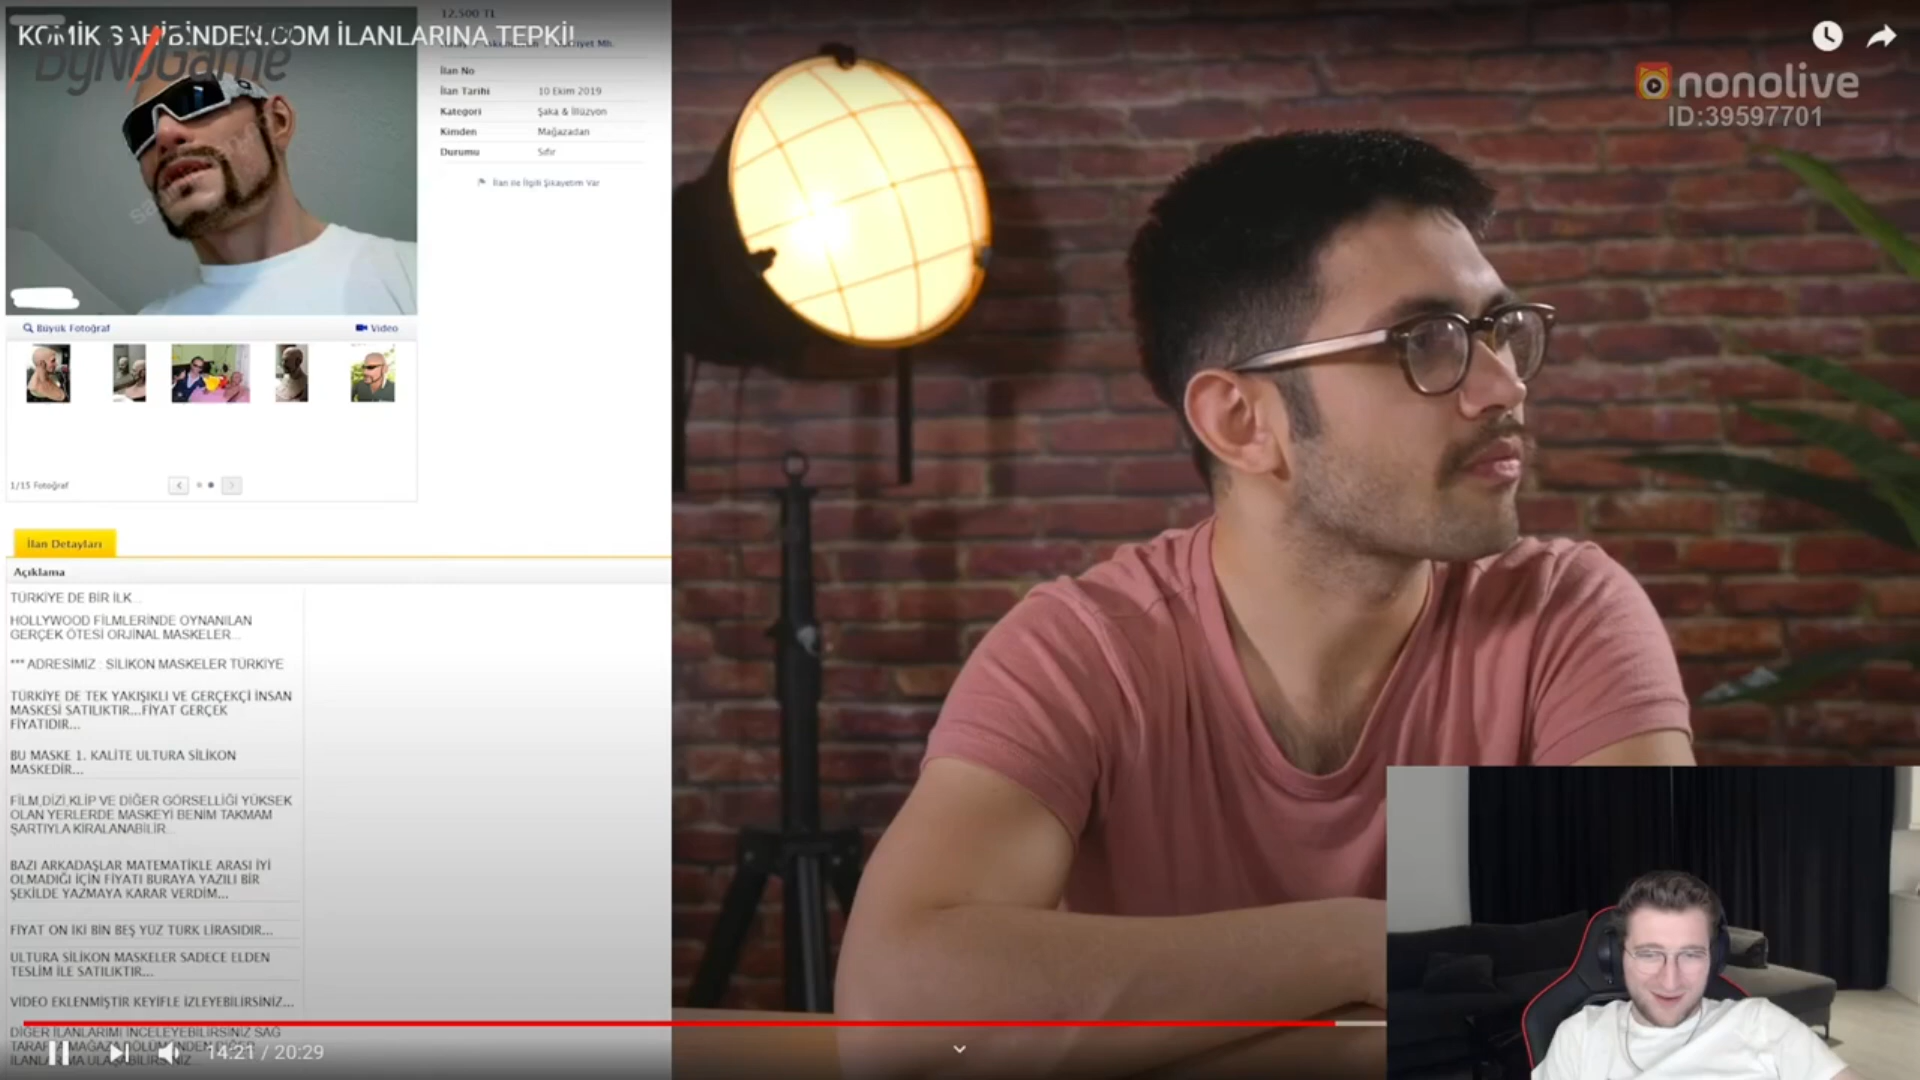 KOMİK SAHİBİNDEN.COM İLANLARINA TEPKİ!
ByNoGame
12.500 TL
Mh.
İlan No
İlan Tarihi 10 Ekim 2019
Kategori Şaka & İllüzyon
Kimden Mağazadan
Durumu Sıfır
İlan ile İlgili Şikayetim Var
Büyük Fotoğraf Video
1/15 Fotoğraf
İlan Detayları
Açıklama
TÜRKİYE DE BİR İLK...
HOLLYWOOD FİLMLERİNDE OYNANILAN
GERÇEK ÖTESİ ORJİNAL MASKELER...
*** ADRESİMİZ : SİLİKON MASKELER TÜRKİYE
TÜRKİYE DE TEK YAKIŞIKLI VE GERÇEKÇİ İNSAN
MASKESİ SATILIKTIR...FİYAT GERÇEK
FİYATIDIR...
BU MASKE 1. KALİTE ULTURA SİLİKON
MASKEDİR...
FİLM,DİZİ,KLİP VE DİĞER GÖRSELLİĞİ YÜKSEK
OLAN YERLERDE MASKEYİ BENİM TAKMAM
ŞARTIYLA KİRALANABİLİR...
BAZI ARKADAŞLAR MATEMATİKLE ARASI İYİ
OLMADIĞI İÇİN FİYATI BURAYA YAZILI BİR
ŞEKİLDE YAZMAYA KARAR VERDİM...
FİYAT ON İKİ BİN BEŞ YÜZ TÜRK LİRASIDIR...
ULTURA SİLİKON MASKELER SADECE ELDEN
TESLİM İLE SATILIKTIR...
VIDEO EKLENMİŞTİR KEYİFLE İZLEYEBİLİRSİNİZ...
DİĞER İLANLARIMI İNCELEYEBİLİRSİNİZ SAĞ
14:21 / 20:29
nonolive
ID:39597701